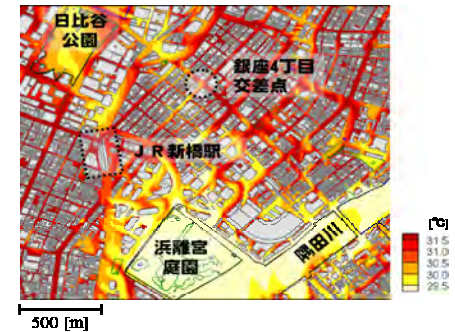 日比谷
公園
銀座4丁目
交差点
JR新橋駅
浜離宮
庭園
隅田川
[℃]
31.5
31.0
30.5
30.0
29.5
500 [m]